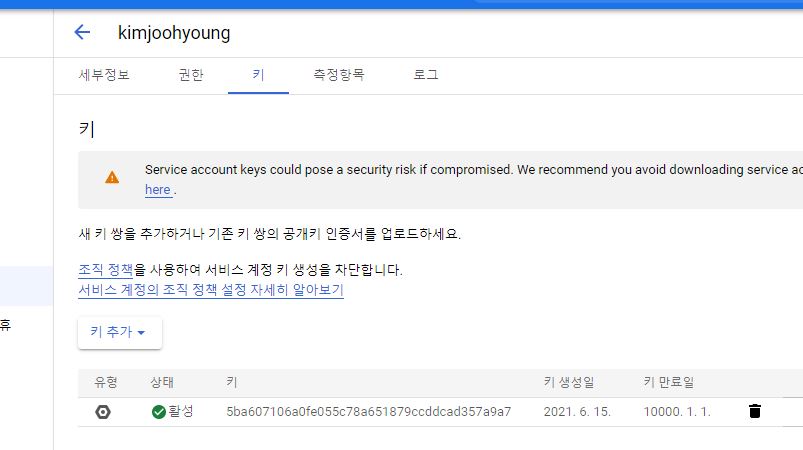 kimjoohyoung
세부정보 권한 키 측정항목 로그
키
Service account keys could pose a security risk if compromised. We recommend you avoid downloading service ac
here .
새 키 쌍을 추가하거나 기존 키 쌍의 공개키 인증서를 업로드하세요.
조직 정책을 사용하여 서비스 계정 키 생성을 차단합니다.
서비스 계정의 조직 정책 설정 자세히 알아보기
휴
키 추가
유형 상태 키 키 생성일 키 만료일
활성 5ba607106a0fe055c78a651879ccddcad357a9a7 2021. 6. 15. 10000. 1. 1.